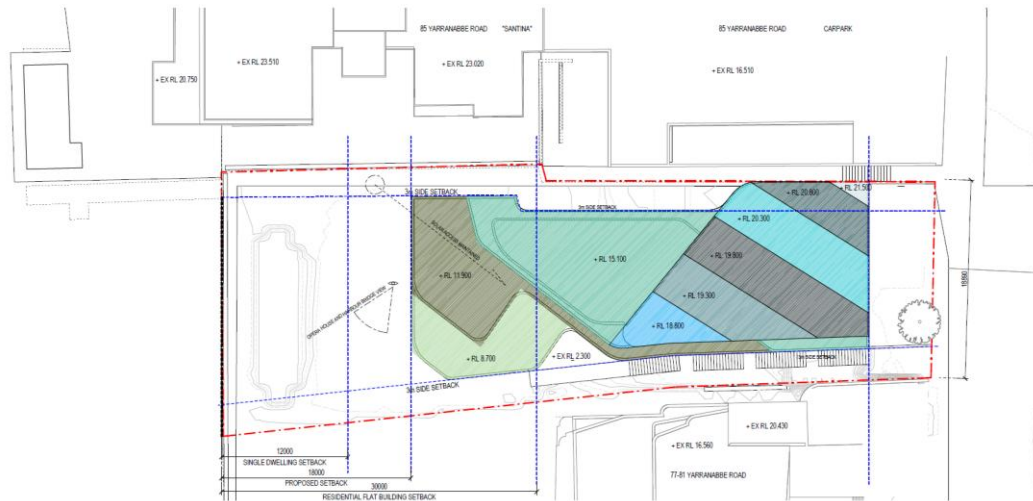 85 YARRANABBE ROAD "SANTINA"
85 YARRANABBE ROAD CARPARK
+ EX RL 23.510
+ EX RL 23.020
+ EX RL 20.750
+ EX RL 16.510
3m SIDE SETBACK
3m SIDE SETBACK
+ RL 20.800
+ RL 21.500
+ RL 20.300
+ RL 15.100
+ RL 19.800
+ RL 11.900
+ RL 19.300
+ RL 18.800
OPERA HOUSE AND HARBOUR BRIDGE VIEW
+ RL 8.700
+ EX RL 2.300
3m SIDE SETBACK
3m SIDE SETBACK
+ EX RL 20.430
+ EX RL 16.560
77-81 YARRANABBE ROAD
12000
SINGLE DWELLING SETBACK
18000
PROPOSED SETBACK
30000
RESIDENTIAL FLAT BUILDING SETBACK